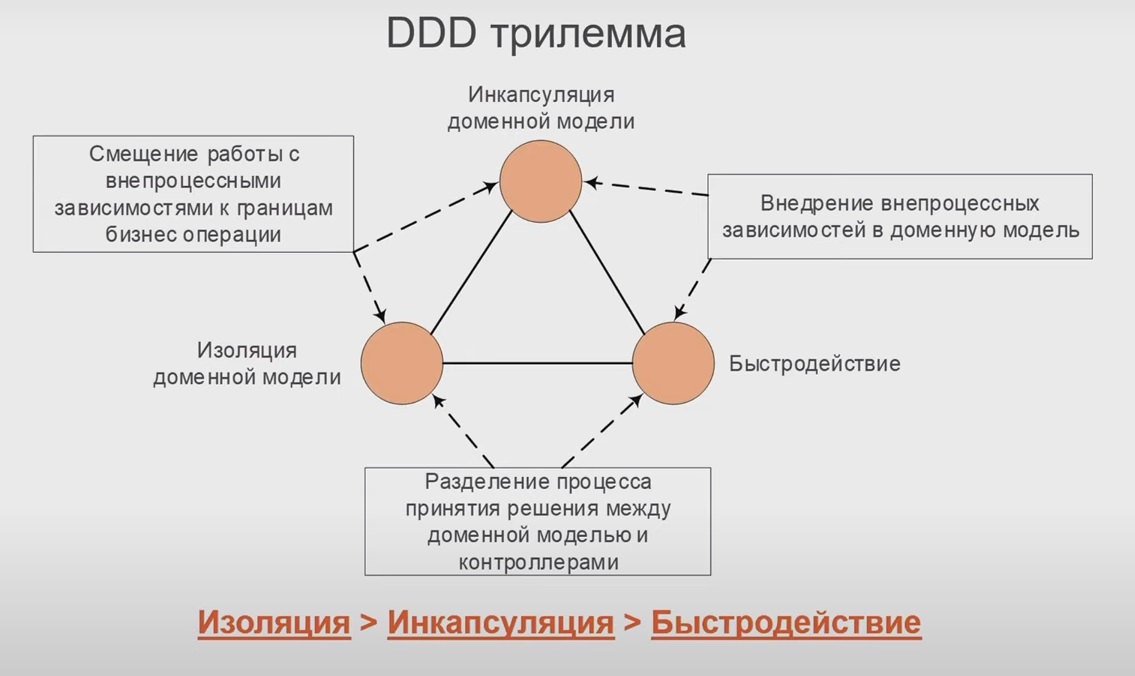 DDD трилемма
Инкапсуляция
доменной модели
Смещение работы с
внепроцессными
зависимостями к границам
бизнес операции
Внедрение внепроцессных
зависимостей в доменную модель
Изоляция
доменной модели
Быстродействие
Разделение процесса
принятия решения между
доменной моделью и
контроллерами
Изоляция > Инкапсуляция > Быстродействие